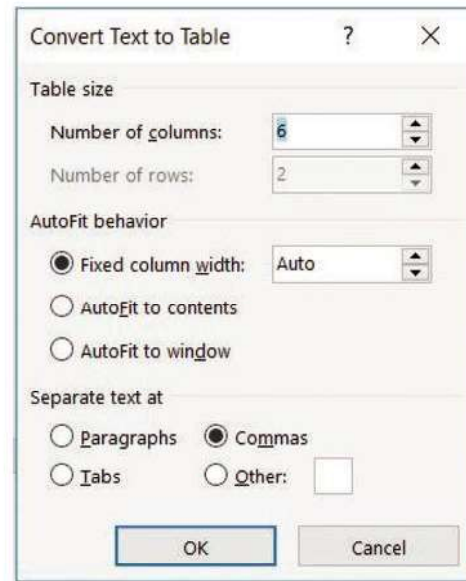 Convert Text to Table ?
Table size
Number of columns: 6
Number of rows: 2
AutoFit behavior
Fixed column width: Auto
AutoFit to contents
AutoFit to window
Separate text at
Paragraphs Commas
Tabs Other:
OK Cancel